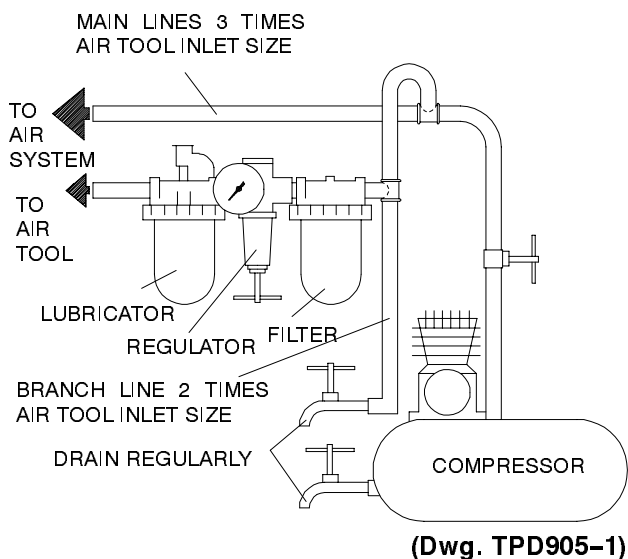 MAIN LINES 3 TIMES
AIR TOOL INLET SIZE
TO
AIR
SYSTEM
TO
AIR
TOOL
LUBRICATOR
REGULATOR
FILTER
BRANCH LINE 2 TIMES
AIR TOOL INLET SIZE
DRAIN REGULARLY
COMPRESSOR
(Dwg. TPD905−1)